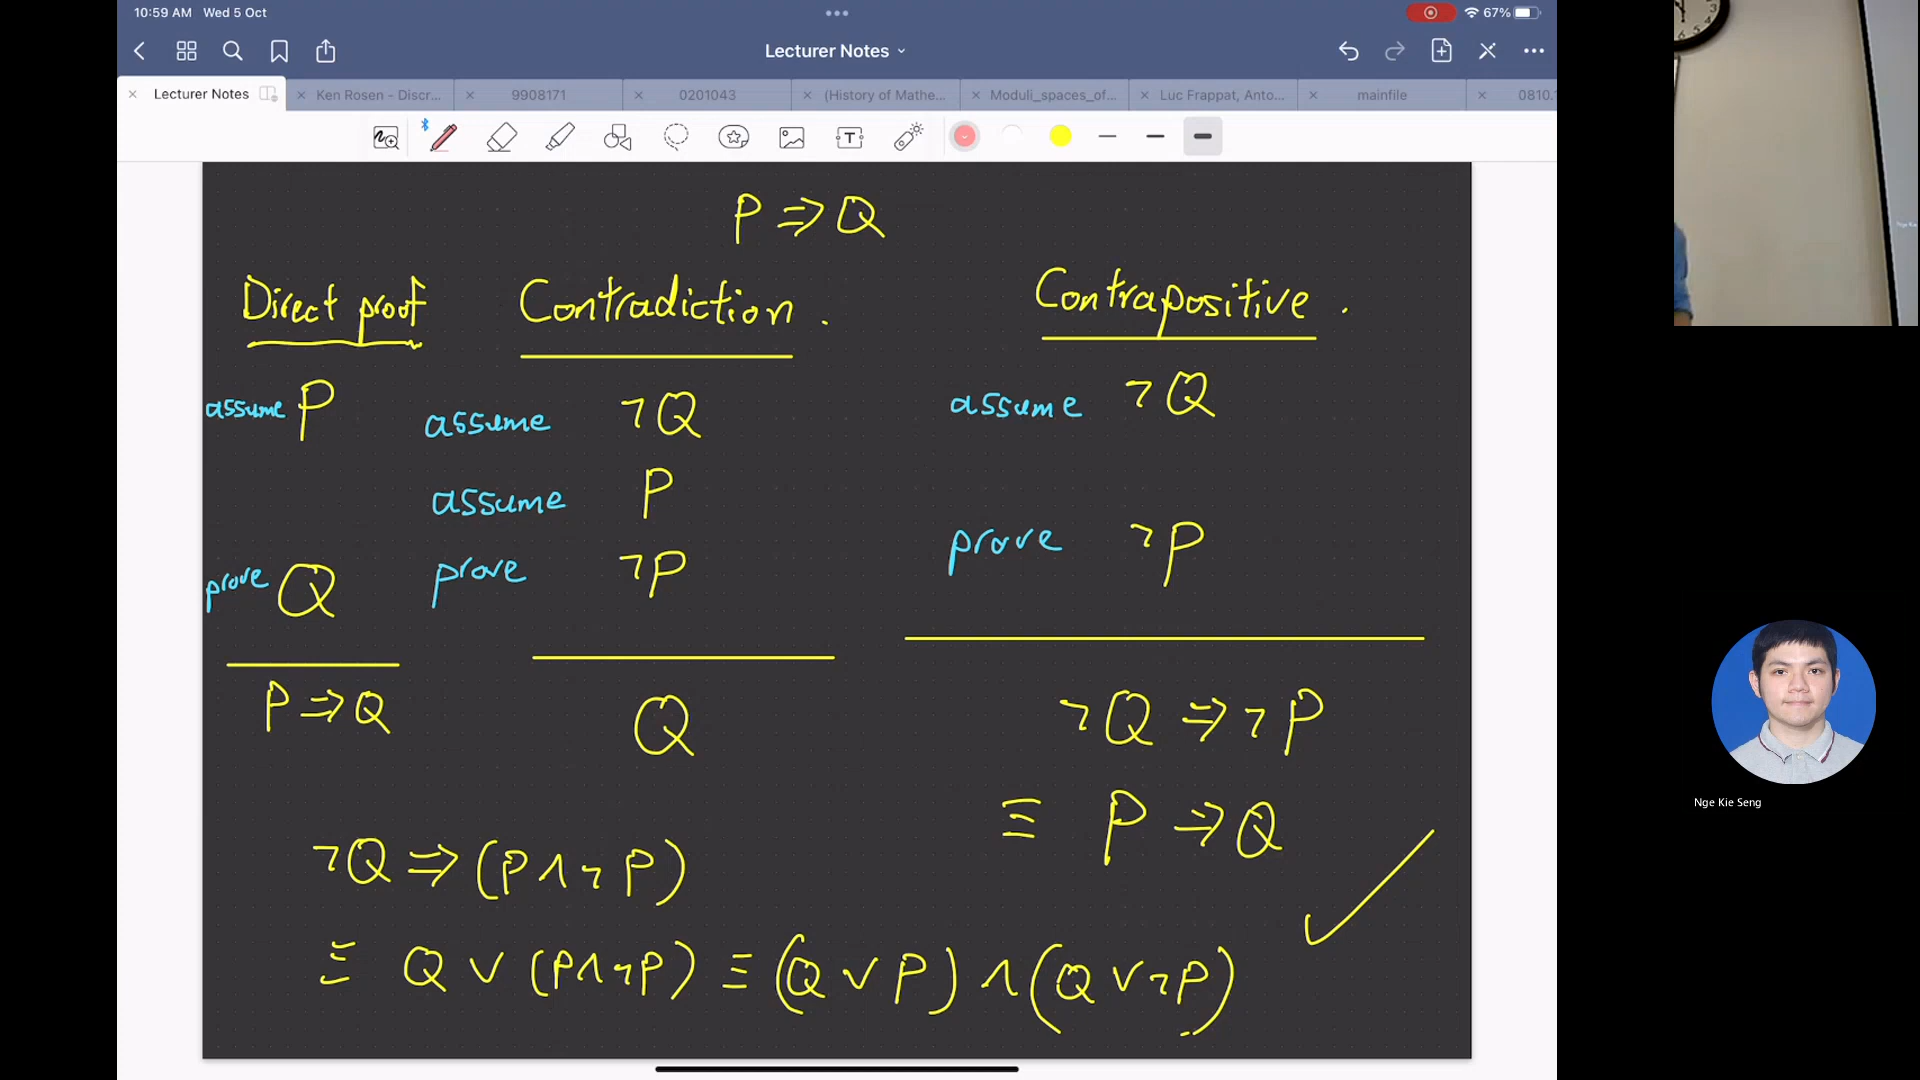 10:59 AM Wed 5 Oct
67%
Lecturer Notes
Lecturer Notes
Ken Rosen - Discr...
9908171
0201043
(History of Mathe...
Moduli_spaces_of...
Luc Frappat, Anto...
mainfile
0810.
T
P ⇒ Q
Direct proof
Contradiction.
Contrapositive.
assume P
assume ¬Q
assume ¬Q
assume P
prove Q
prove ¬P
prove ¬P
P ⇒ Q
Q
¬Q ⇒ ¬P
≡ P ⇒ Q
¬Q ⇒ (P ∧ ¬P)
≡ Q ∨ (P ∧ ¬P) ≡ (Q ∨ P) ∧ (Q ∨ ¬P)
Nge Kie Seng